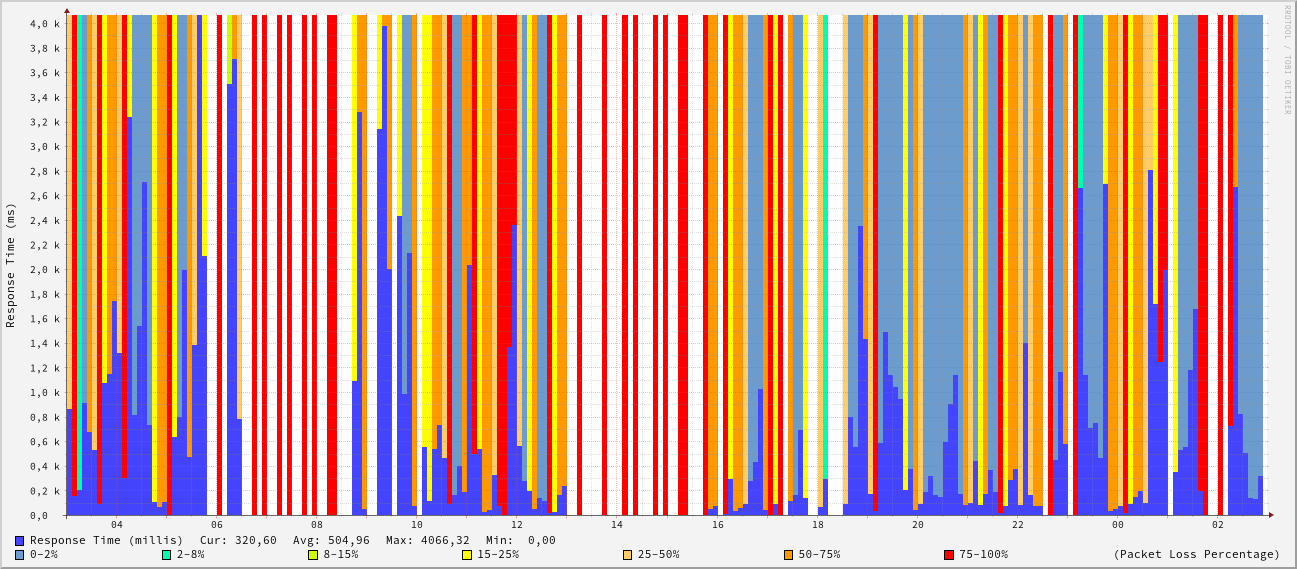 RRDTOOL / TOBI OETIKER
Response Time (ms)
4,0 k
3,8 k
3,6 k
3,4 k
3,2 k
3,0 k
2,8 k
2,6 k
2,4 k
2,2 k
2,0 k
1,8 k
1,6 k
1,4 k
1,2 k
1,0 k
0,8 k
0,6 k
0,4 k
0,2 k
0,0
04 06 08 10 12 14 16 18 20 22 00 02
Response Time (millis) Cur: 320,60 Avg: 504,96 Max: 4066,32 Min: 0,00
0-2% 2-8% 8-15% 15-25% 25-50% 50-75% 75-100% (Packet Loss Percentage)